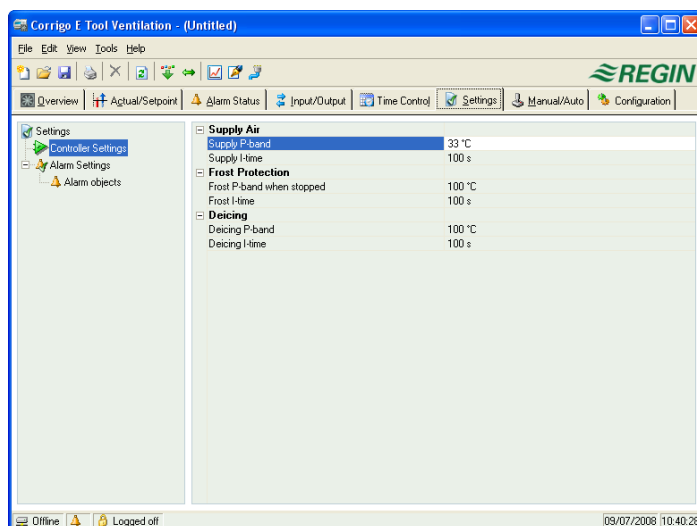 Corrigo E Tool Ventilation - (Untitled)
File Edit View Tools Help
REGIN
Overview Actual/Setpoint Alarm Status Input/Output Time Control Settings Manual/Auto Configuration
Settings
Controller Settings
Alarm Settings
Alarm objects
Supply Air
Supply P-band 33 °C
Supply I-time 100 s
Frost Protection
Frost P-band when stopped 100 °C
Frost I-time 100 s
Deicing
Deicing P-band 100 °C
Deicing I-time 100 s
Offline Logged off 09/07/2008 10:40:28